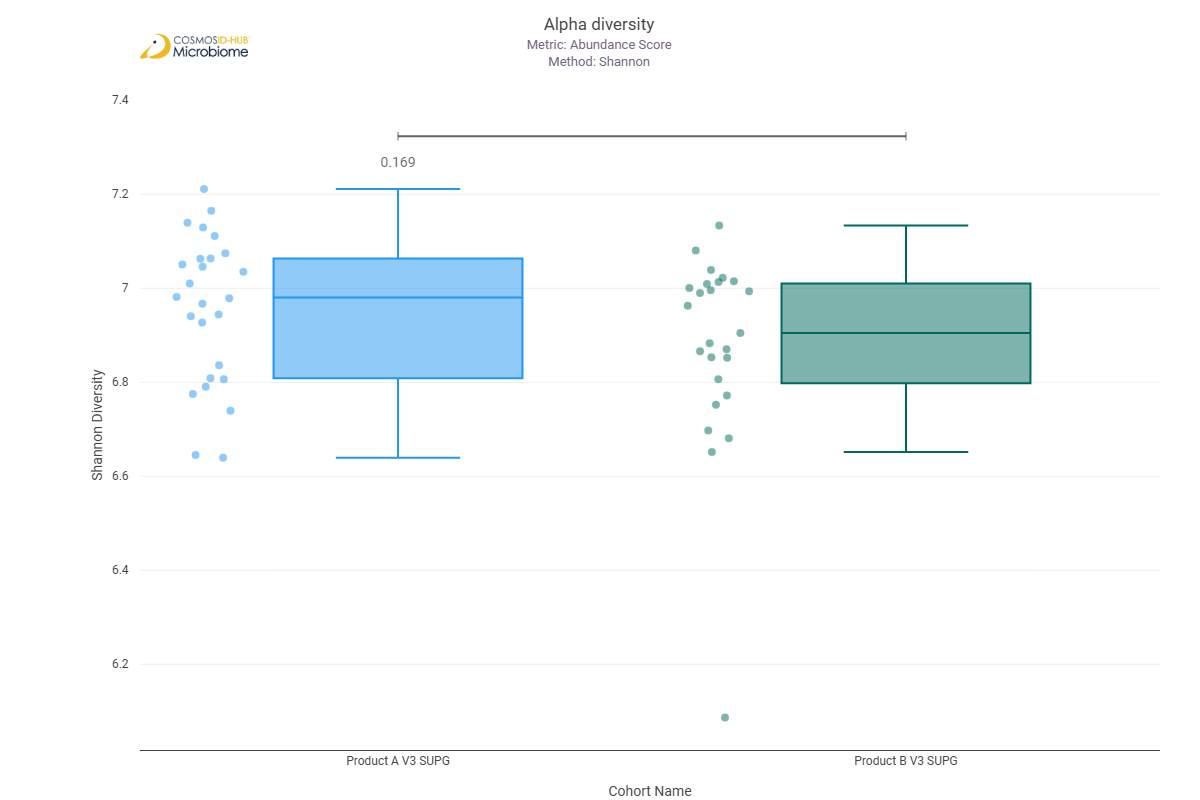 Alpha diversity
Metric: Abundance Score
Method: Shannon
COSMOSID-HUB
Microbiome
7.4
7.2
7
6.8
6.6
6.4
6.2
0.169
Shannon Diversity
Product A V3 SUPG
Product B V3 SUPG
Cohort Name